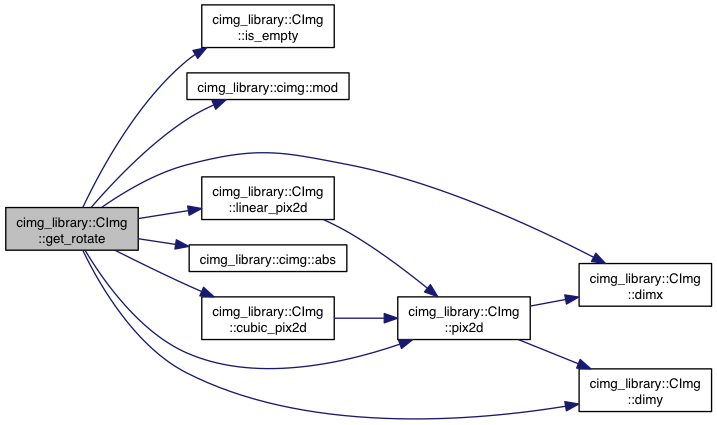 cimg_library::CImg
::is_empty
cimg_library::cimg::mod
cimg_library::CImg
::get_rotate
cimg_library::CImg
::linear_pix2d
cimg_library::cimg::abs
cimg_library::CImg
::cubic_pix2d
cimg_library::CImg
::pix2d
cimg_library::CImg
::dimx
cimg_library::CImg
::dimy